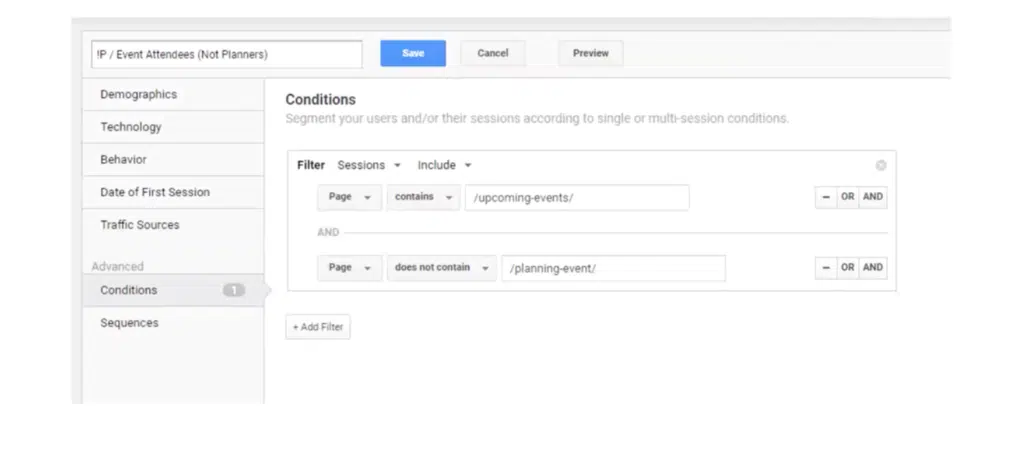 !P / Event Attendees (Not Planners)
Save
Cancel
Preview
Demographics
Technology
Behavior
Date of First Session
Traffic Sources
Advanced
Conditions 1
Sequences
Conditions
Segment your users and/or their sessions according to single or multi-session conditions.
Filter Sessions Include
Page contains /upcoming-events/ – OR AND
AND
Page does not contain /planning-event/ – OR AND
+ Add Filter